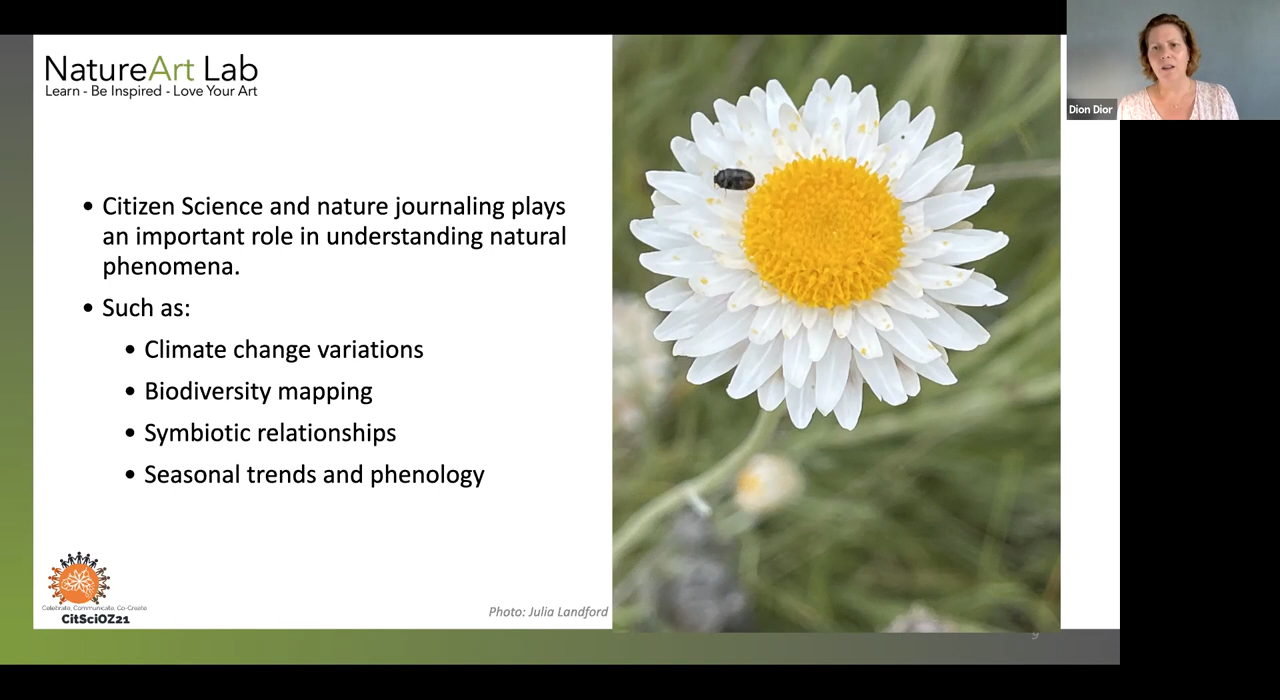 NatureArt Lab
Learn - Be Inspired - Love Your Art
Dion Dior
• Citizen Science and nature journaling plays
an important role in understanding natural
phenomena.
• Such as:
• Climate change variations
• Biodiversity mapping
• Symbiotic relationships
• Seasonal trends and phenology
Celebrate, Communicate, Co-Create
CitSciOZ21
Photo: Julia Landford
9